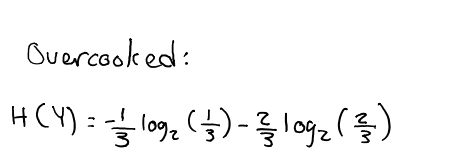 Overcooked:
H(Y) = -1/3 log₂(1/3) - 2/3 log₂(2/3)